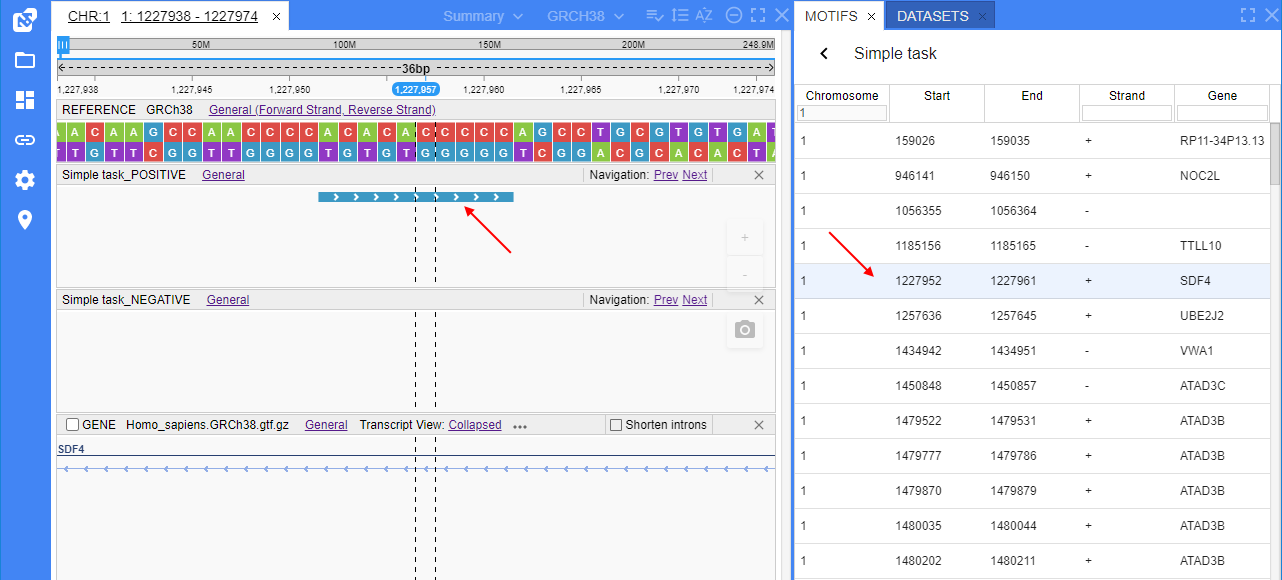 CHR:1 1: 1227938 - 1227974 ×
Summary GRCH38
50M 100M 150M 200M 248.9M
36bp
1,227,938 1,227,945 1,227,950 1,227,957 1,227,960 1,227,965 1,227,970 1,227,974
REFERENCE GRCh38 General (Forward Strand, Reverse Strand)
A A C A A G C C A A C C C C A C A C A C C C C C A G C C T G C G T G T G A T
T T G T T C G G T T G G G G T G T G T G G G G G T C G G A C G C A C A C T A
Simple task_POSITIVE General Navigation: Prev Next
+
-
Simple task_NEGATIVE General Navigation: Prev Next
GENE Homo_sapiens.GRCh38.gtf.gz General Transcript View: Collapsed ... Shorten introns
SDF4
MOTIFS × DATASETS ×
Simple task
Chromosome Start End Strand Gene
1
1 159026 159035 + RP11-34P13.13
1 946141 946150 + NOC2L
1 1056355 1056364 -
1 1185156 1185165 - TTLL10
1 1227952 1227961 + SDF4
1 1257636 1257645 + UBE2J2
1 1434942 1434951 - VWA1
1 1450848 1450857 - ATAD3C
1 1479522 1479531 + ATAD3B
1 1479777 1479786 + ATAD3B
1 1479870 1479879 + ATAD3B
1 1480035 1480044 + ATAD3B
1 1480202 1480211 + ATAD3B